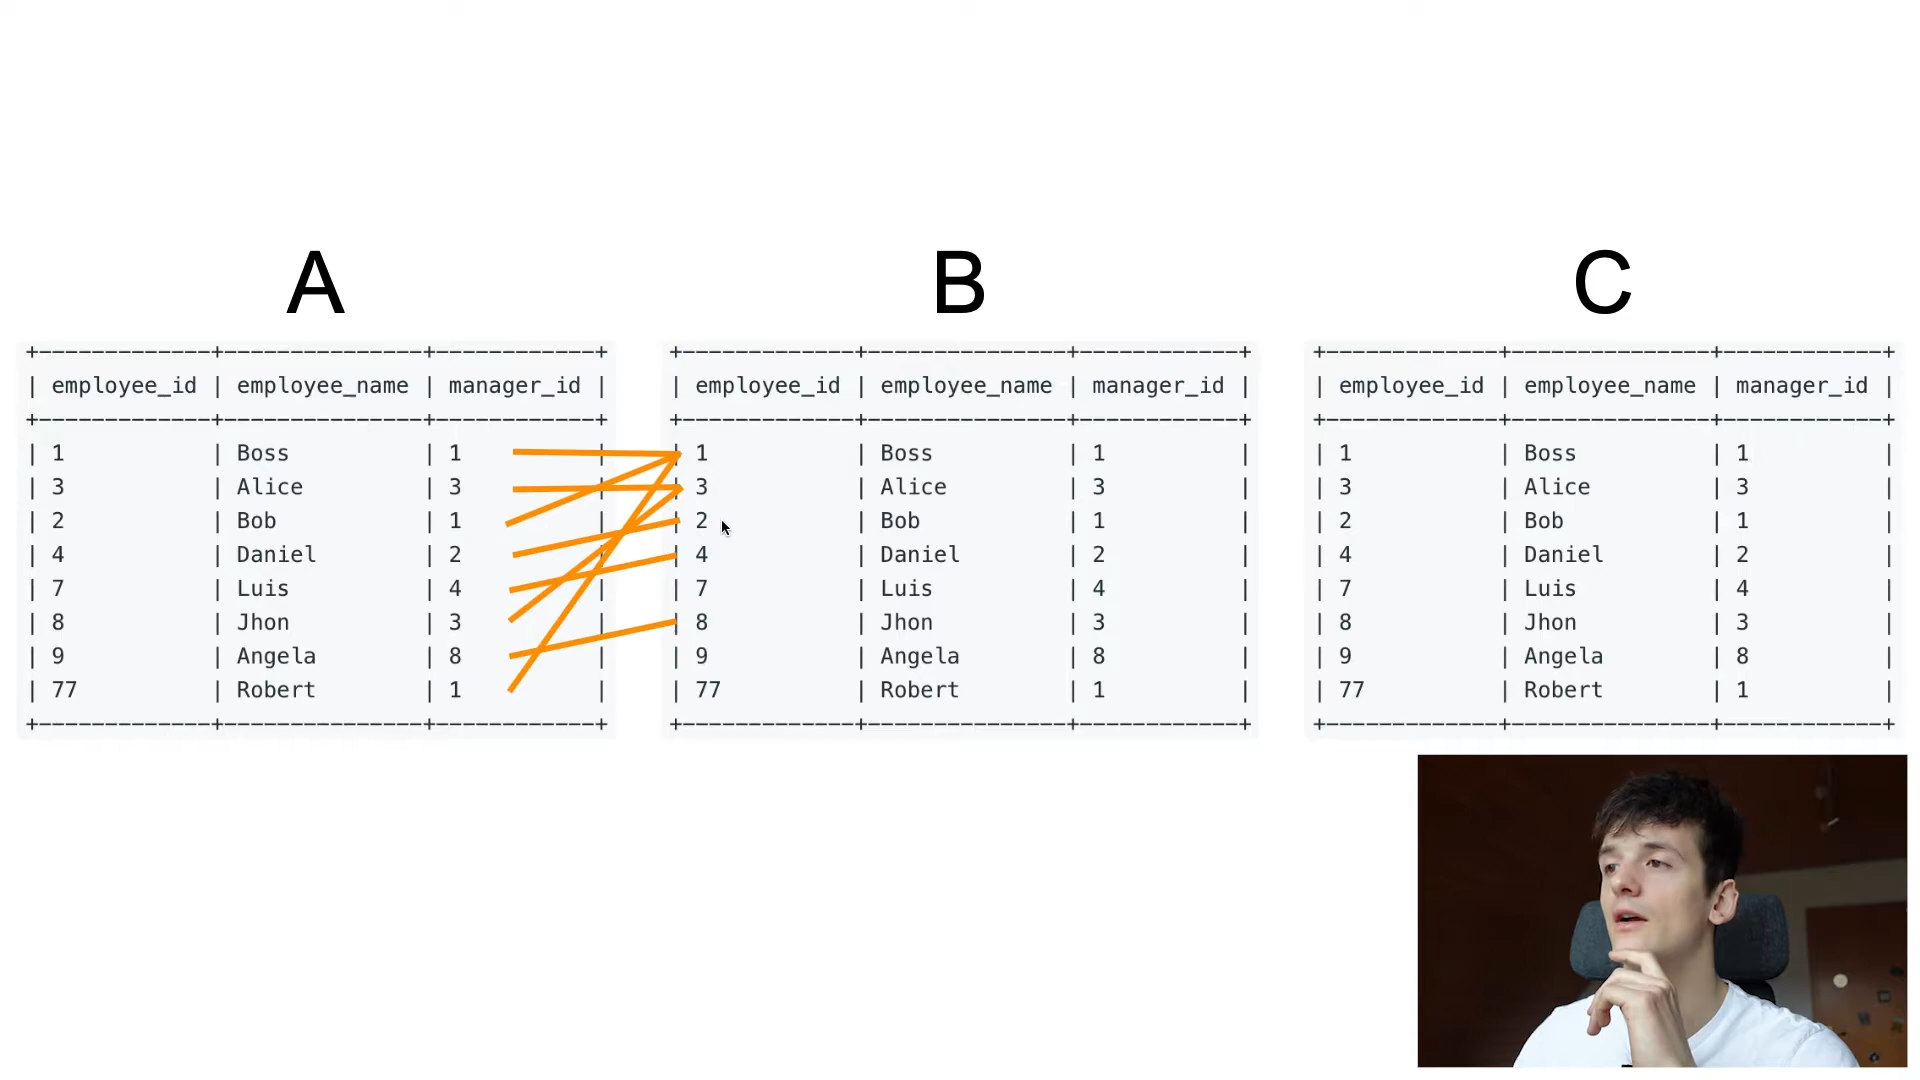 A
B
C
+-------------+----------------+------------+
| employee_id | employee_name | manager_id |
+-------------+----------------+------------+
| 1 | Boss | 1 |
| 3 | Alice | 3 |
| 2 | Bob | 1 |
| 4 | Daniel | 2 |
| 7 | Luis | 4 |
| 8 | Jhon | 3 |
| 9 | Angela | 8 |
| 77 | Robert | 1 |
+-------------+----------------+------------+
+-------------+----------------+------------+
| employee_id | employee_name | manager_id |
+-------------+----------------+------------+
| 1 | Boss | 1 |
| 3 | Alice | 3 |
| 2 | Bob | 1 |
| 4 | Daniel | 2 |
| 7 | Luis | 4 |
| 8 | Jhon | 3 |
| 9 | Angela | 8 |
| 77 | Robert | 1 |
+-------------+----------------+------------+
+-------------+----------------+------------+
| employee_id | employee_name | manager_id |
+-------------+----------------+------------+
| 1 | Boss | 1 |
| 3 | Alice | 3 |
| 2 | Bob | 1 |
| 4 | Daniel | 2 |
| 7 | Luis | 4 |
| 8 | Jhon | 3 |
| 9 | Angela | 8 |
| 77 | Robert | 1 |
+-------------+----------------+------------+